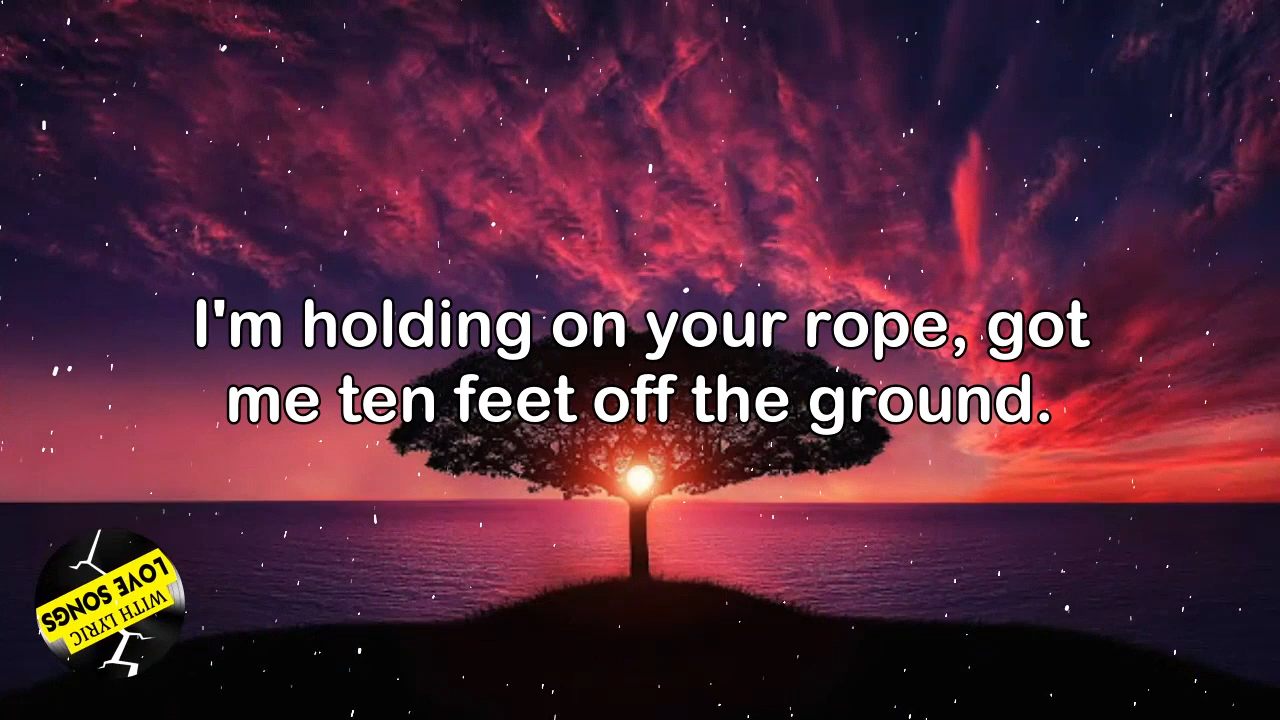 I'm holding on your rope, got
me ten feet off the ground.
LOVE SONGS
WITH LYRIC